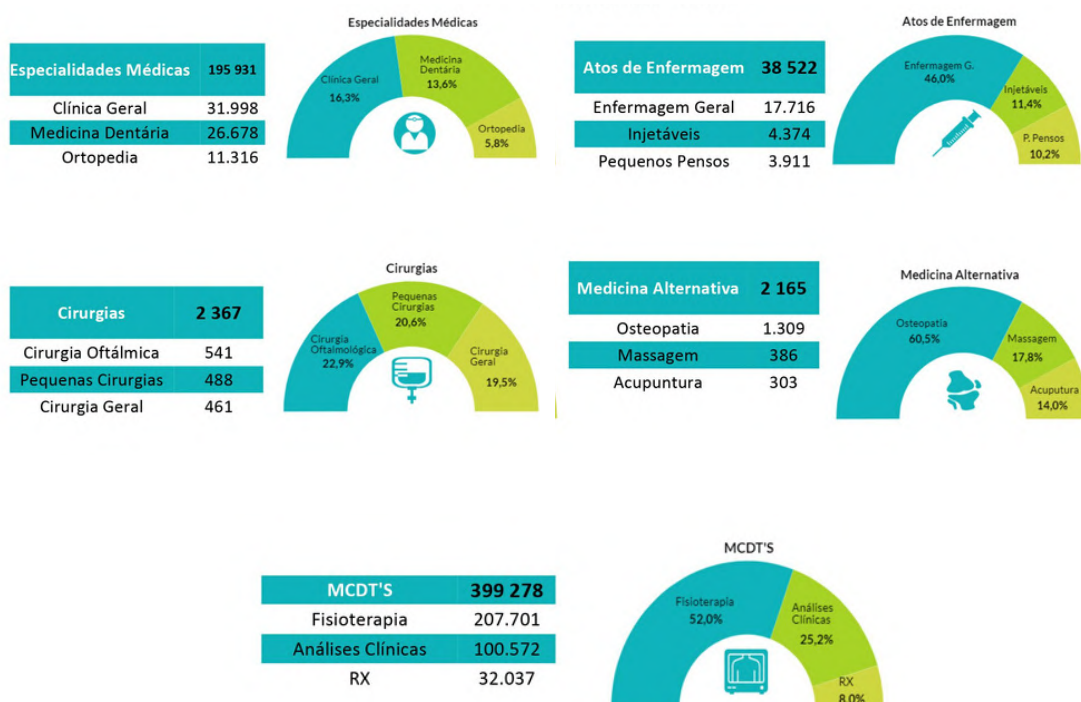 Especialidades Médicas 195 931
Clínica Geral 31.998
Medicina Dentária 26.678
Ortopedia 11.316
Especialidades Médicas
Clínica Geral
16,3%
Medicina
Dentária
13,6%
Ortopedia
5,8%
Atos de Enfermagem 38 522
Enfermagem Geral 17.716
Injetáveis 4.374
Pequenos Pensos 3.911
Atos de Enfermagem
Enfermagem G.
46,0%
Injetáveis
11,4%
P. Pensos
10,2%
Cirurgias 2 367
Cirurgia Oftálmica 541
Pequenas Cirurgias 488
Cirurgia Geral 461
Cirurgias
Cirurgia
Oftalmológica
22,9%
Pequenas
Cirurgias
20,6%
Cirurgia
Geral
19,5%
Medicina Alternativa 2 165
Osteopatia 1.309
Massagem 386
Acupuntura 303
Medicina Alternativa
Osteopatia
60,5%
Massagem
17,8%
Acuputura
14,0%
MCDT'S 399 278
Fisioterapia 207.701
Análises Clínicas 100.572
RX 32.037
MCDT'S
Fisioterapia
52,0%
Análises
Clínicas
25,2%
RX
8,0%